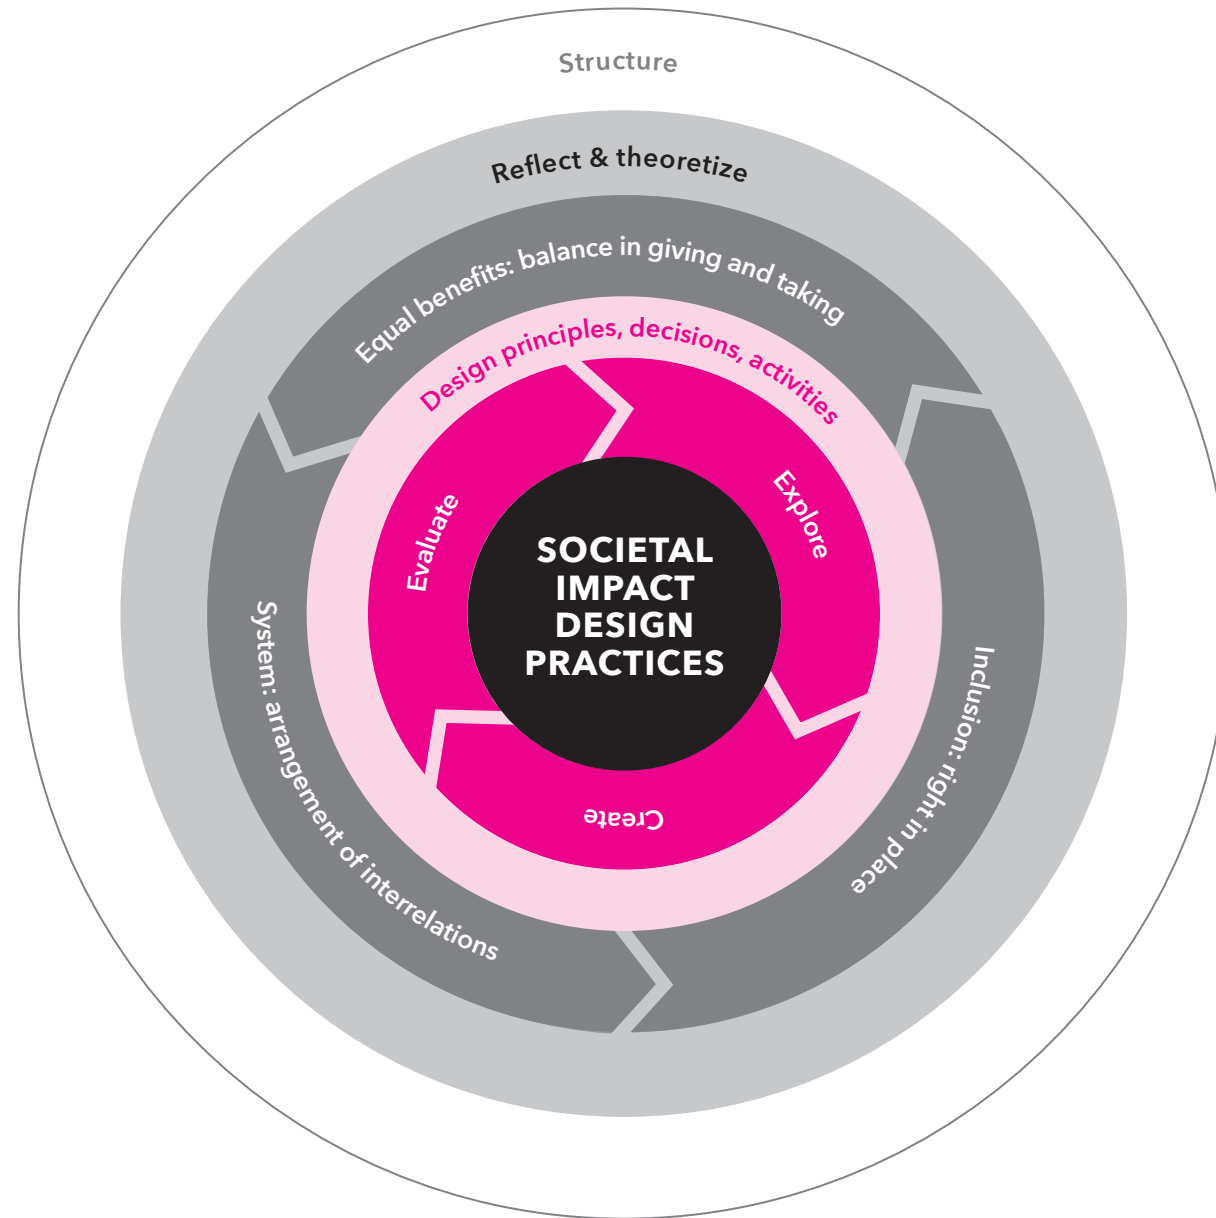 Structure
Reflect & theoretize
Equal benefits: balance in giving and taking
Design principles, decisions, activities
Evaluate
Explore
SOCIETAL
IMPACT
DESIGN
PRACTICES
System: arrangement of interrelations
Inclusion: right in place
Create